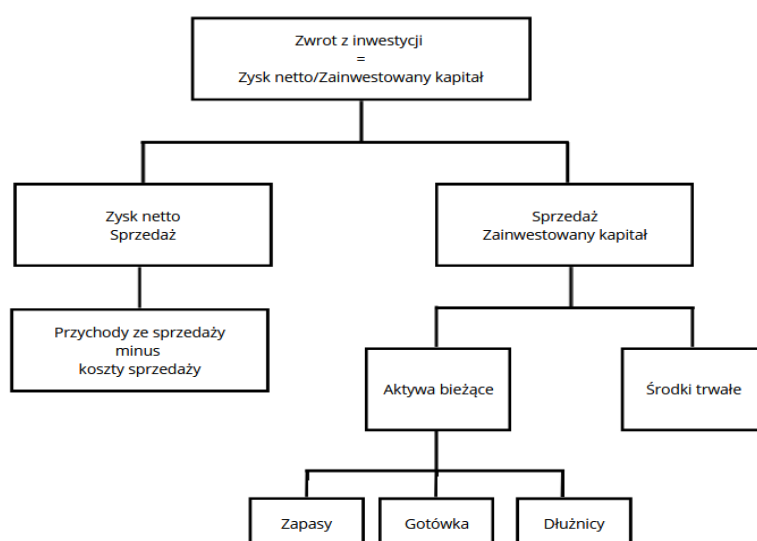 Zwrot z inwestycji
=
Zysk netto/Zainwestowany kapitał
Zysk netto
Sprzedaż
Sprzedaż
Zainwestowany kapitał
Przychody ze sprzedaży
minus
koszty sprzedaży
Aktywa bieżące
Środki trwałe
Zapasy
Gotówka
Dłużnicy